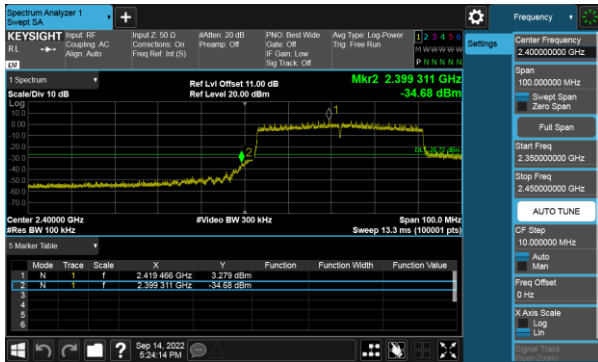 Spectrum Analyzer 1
Swept SA
Frequency
KEYSIGHT
RL
Input: RF
Coupling: AC
Align: Auto
Input Z: 50 Ω
Corrections: On
Freq Ref: Int (S)
#Atten: 20 dB
Preamp: Off
PNO: Best Wide
Gate: Off
IF Gain: Low
Sig Track: Off
Avg Type: Log-Power
Trig: Free Run
1 2 3 4 5 6
M W W W W W
P N N N N N
Settings
1 Spectrum
Scale/Div 10 dB
Ref Lvl Offset 11.00 dB
Ref Level 20.00 dBm
Mkr2 2.399 311 GHz
-34.68 dBm
Log
10.0
0.00
-10.0
-20.0
-30.0
-40.0
-50.0
-60.0
-70.0
1
2
Center 2.40000 GHz
#Res BW 100 kHz
#Video BW 300 kHz
Span 100.0 MHz
Sweep 13.3 ms (100001 pts)
5 Marker Table
Mode Trace Scale X Y Function Function Width Function Value
1 N 1 f 2.419 466 GHz 3.279 dBm
2 N 1 f 2.399 311 GHz -34.68 dBm
3
4
5
6
Sep 14, 2022
5:24:14 PM
Center Frequency
2.400000000 GHz
Span
100.000000 MHz
Swept Span
Zero Span
Full Span
Start Freq
2.350000000 GHz
Stop Freq
2.450000000 GHz
AUTO TUNE
CF Step
10.000000 MHz
Auto
Man
Freq Offset
0 Hz
X Axis Scale
Log
Lin
Signal Track
(Span Zoom)